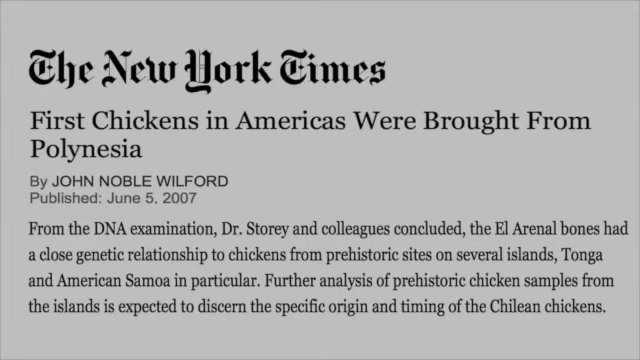 The New York Times
First Chickens in Americas Were Brought From
Polynesia
By JOHN NOBLE WILFORD
Published: June 5, 2007
From the DNA examination, Dr. Storey and colleagues concluded, the El Arenal bones had
a close genetic relationship to chickens from prehistoric sites on several islands, Tonga
and American Samoa in particular. Further analysis of prehistoric chicken samples from
the islands is expected to discern the specific origin and timing of the Chilean chickens.